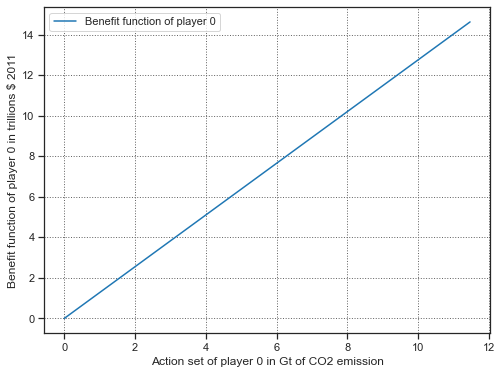 Benefit function of player 0
14
12
10
8
6
4
2
0
Benefit function of player 0 in trillions $ 2011
0 2 4 6 8 10 12
Action set of player 0 in Gt of CO2 emission